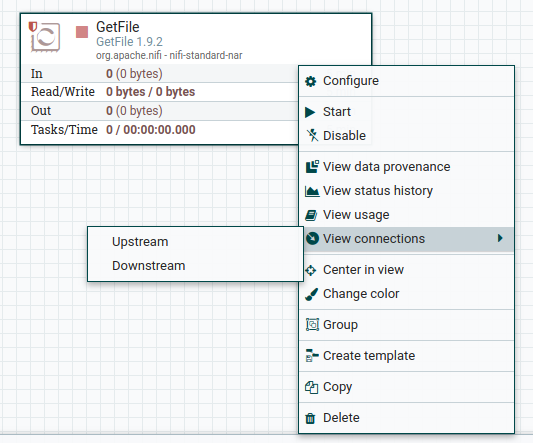 GetFile
GetFile 1.9.2
org.apache.nifi - nifi-standard-nar
In 0 (0 bytes)
Read/Write 0 bytes / 0 bytes
Out 0 (0 bytes)
Tasks/Time 0 / 00:00:00.000
Configure
Start
Disable
View data provenance
View status history
View usage
View connections
Upstream
Downstream
Center in view
Change color
Group
Create template
Copy
Delete